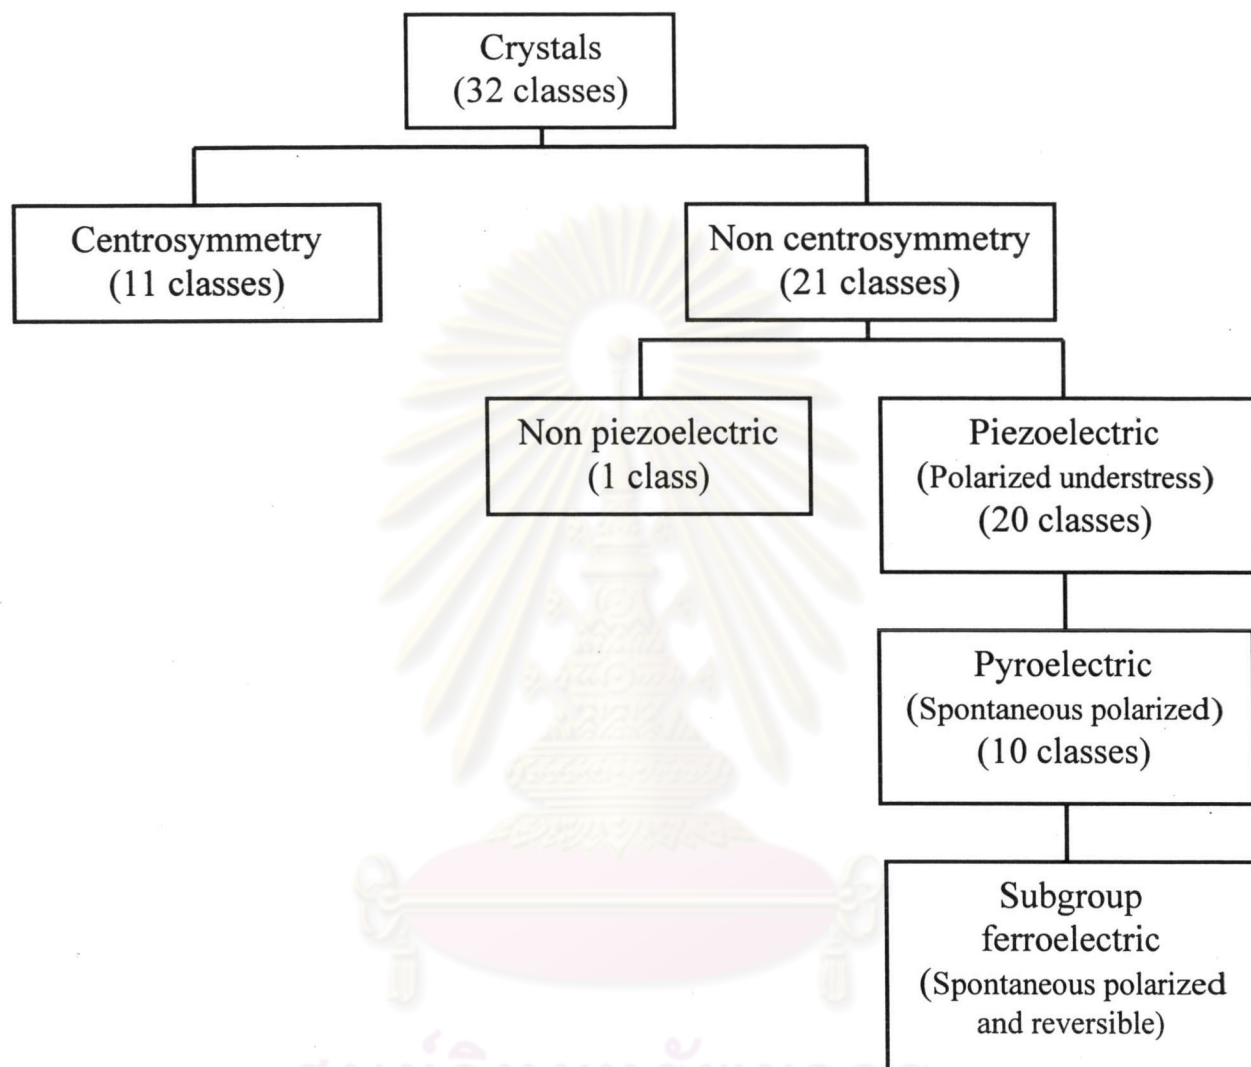 Crystals
(32 classes)
Centrosymmetry
(11 classes)
Non centrosymmetry
(21 classes)
Non piezoelectric
(1 class)
Piezoelectric
(Polarized understress)
(20 classes)
Pyroelectric
(Spontaneous polarized)
(10 classes)
Subgroup
ferroelectric
(Spontaneous polarized
and reversible)